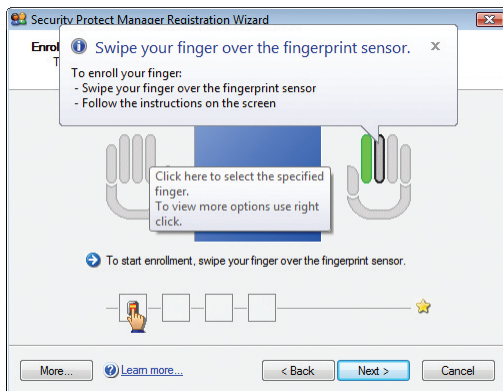 Security Protect Manager Registration Wizard
Enrol
T
Swipe your finger over the fingerprint sensor.
To enroll your finger:
- Swipe your finger over the fingerprint sensor
- Follow the instructions on the screen
Click here to select the specified
finger.
To view more options use right
click.
To start enrollment, swipe your finger over the fingerprint sensor.
More...
Learn more...
< Back
Next >
Cancel